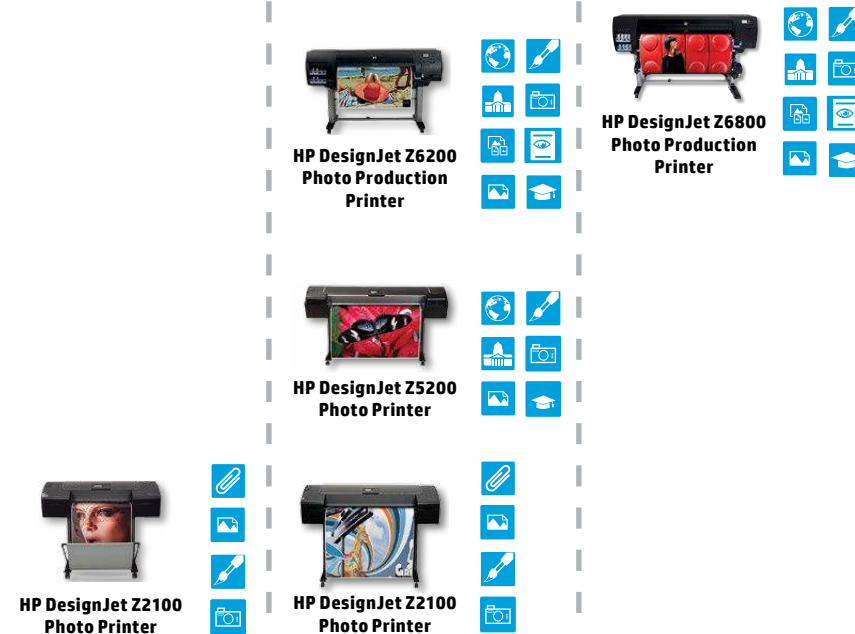 HP DesignJet Z6200
Photo Production
Printer
HP DesignJet Z6800
Photo Production
Printer
HP DesignJet Z5200
Photo Printer
HP DesignJet Z2100
Photo Printer
HP DesignJet Z2100
Photo Printer